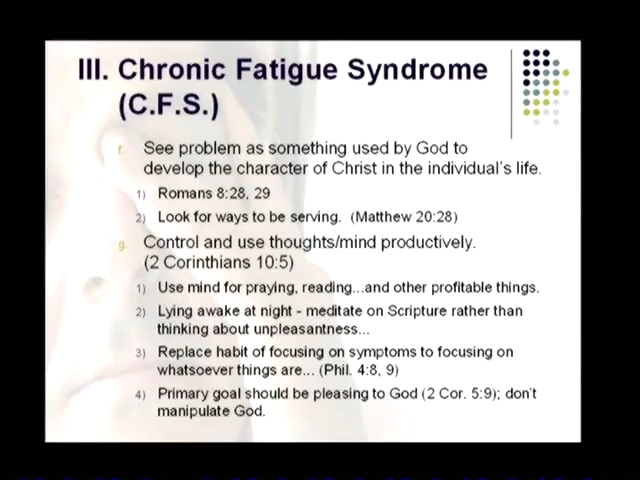 III. Chronic Fatigue Syndrome
(C.F.S.)
f. See problem as something used by God to
develop the character of Christ in the individual's life.
1) Romans 8:28, 29
2) Look for ways to be serving. (Matthew 20:28)
g. Control and use thoughts/mind productively.
(2 Corinthians 10:5)
1) Use mind for praying, reading...and other profitable things.
2) Lying awake at night - meditate on Scripture rather than
thinking about unpleasantness...
3) Replace habit of focusing on symptoms to focusing on
whatsoever things are... (Phil. 4:8, 9)
4) Primary goal should be pleasing to God (2 Cor. 5:9); don't
manipulate God.